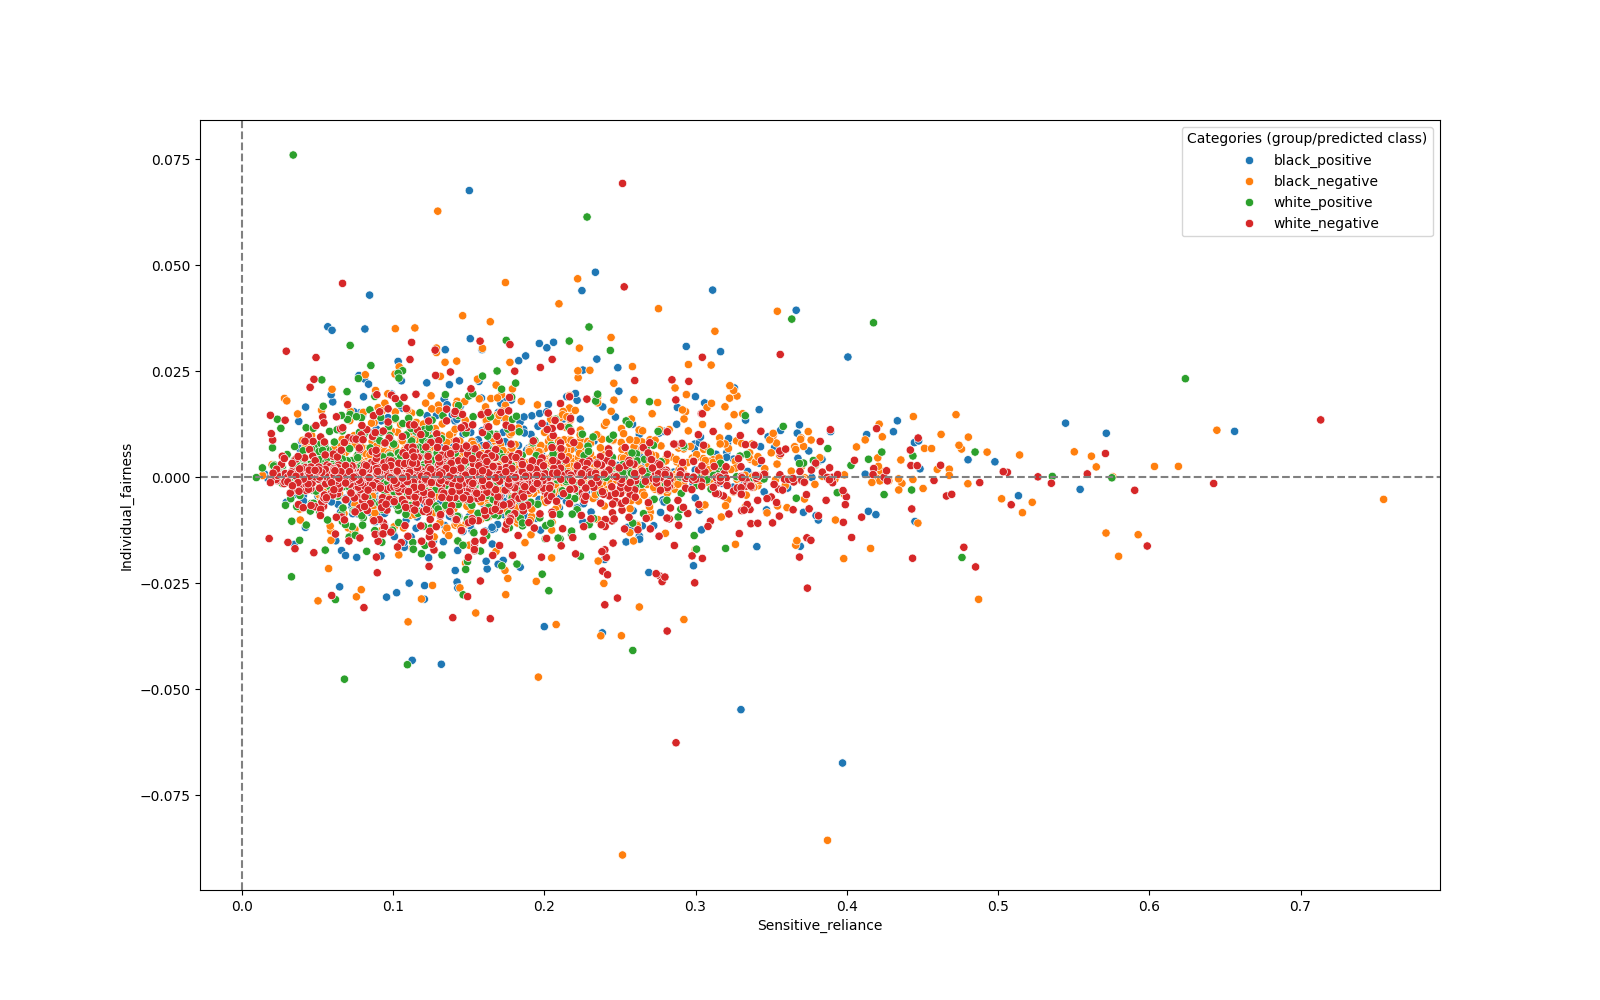 Categories (group/predicted class)
black_positive
black_negative
white_positive
white_negative
0.075
0.050
0.025
0.000
−0.025
−0.050
−0.075
Individual_fairness
0.0 0.1 0.2 0.3 0.4 0.5 0.6 0.7
Sensitive_reliance